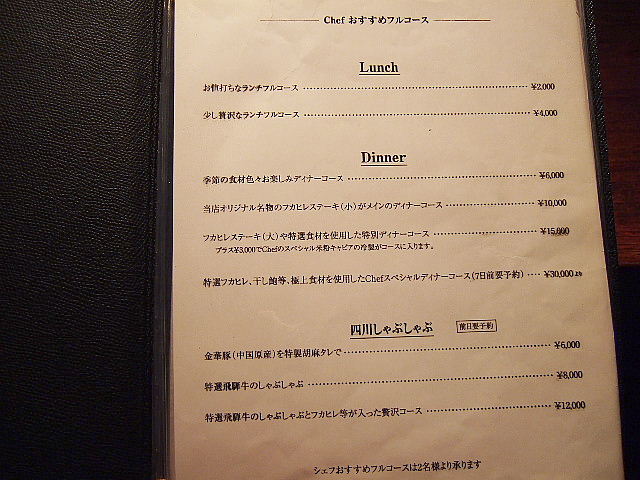 Chef おすすめフルコース
Lunch
お値打ちなランチフルコース ¥2,000
少し贅沢なランチフルコース ¥4,000
Dinner
季節の食材色々お楽しみディナーコース ¥6,000
当店オリジナル名物のフカヒレステーキ(小)がメインのディナーコース ¥10,000
フカヒレステーキ(大)や特選食材を使用した特別ディナーコース ¥15,000
プラス¥3,000でChefのスペシャル米粉キャビアの冷製がコースに入ります。
特選フカヒレ、干し鮑等、極上食材を使用したChefスペシャルディナーコース(7日前要予約) ¥30,000より
四川しゃぶしゃぶ 前日要予約
金華豚(中国原産)を特製胡麻タレで ¥6,000
特選飛騨牛のしゃぶしゃぶ ¥8,000
特選飛騨牛のしゃぶしゃぶとフカヒレ等が入った贅沢コース ¥12,000
シェフおすすめフルコースは2名様より承ります